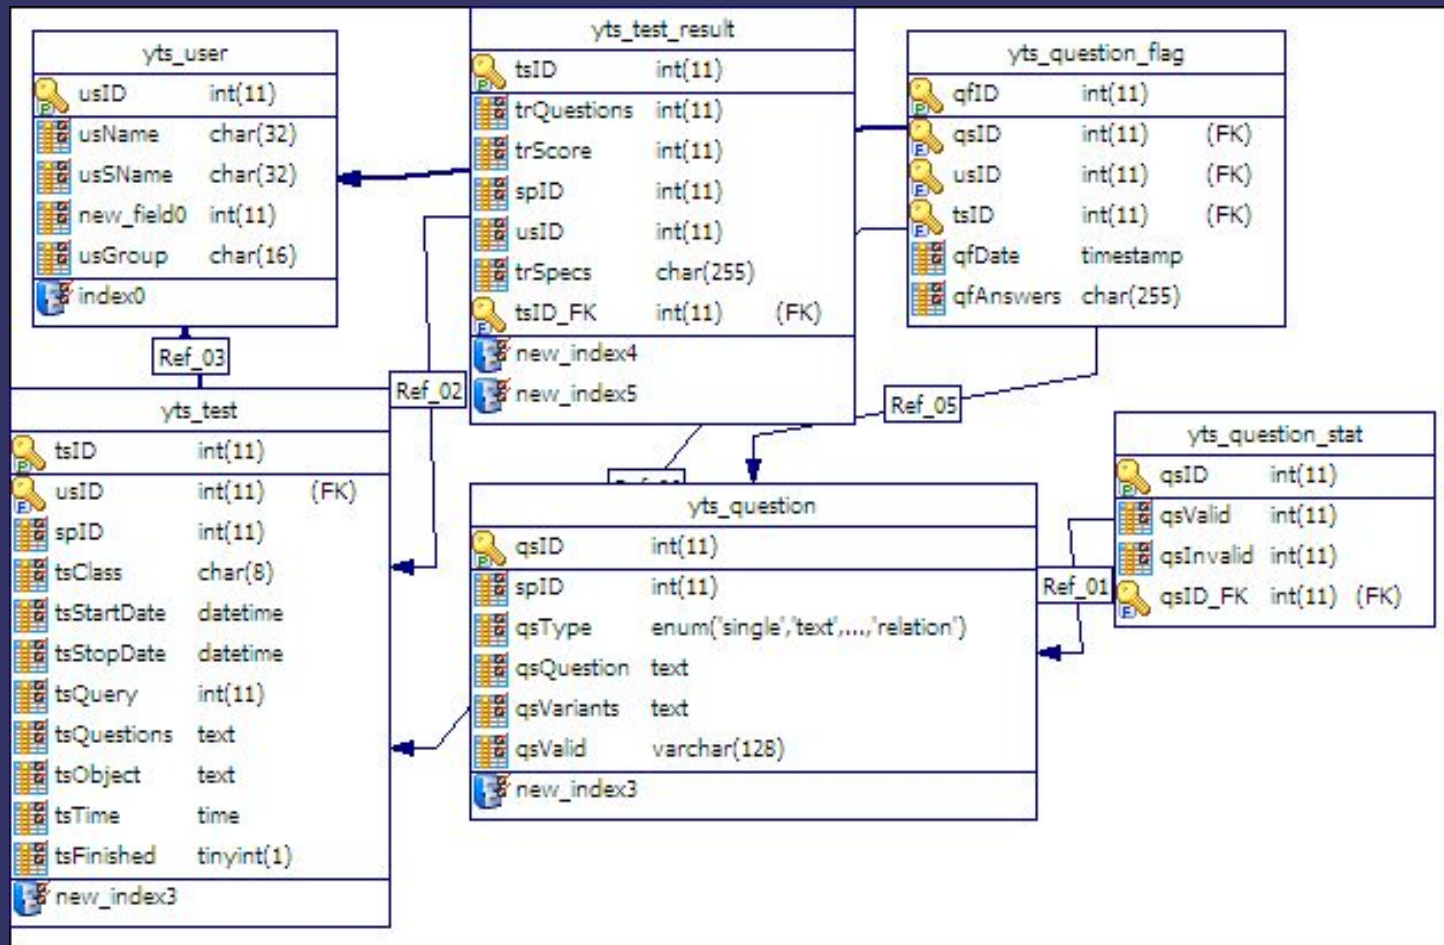 yts_user
usID int(11)
usName char(32)
usSName char(32)
new_field0 int(11)
usGroup char(16)
index0
Ref_03
yts_test
tsID int(11)
usID int(11) (FK)
spID int(11)
tsClass char(8)
tsStartDate datetime
tsStopDate datetime
tsQuery int(11)
tsQuestions text
tsObject text
tsTime time
tsFinished tinyint(1)
new_index3
Ref_02
yts_test_result
tsID int(11)
trQuestions int(11)
trScore int(11)
spID int(11)
usID int(11)
trSpecs char(255)
tsID_FK int(11) (FK)
new_index4
new_index5
yts_question_flag
qfID int(11)
qsID int(11) (FK)
usID int(11) (FK)
tsID int(11) (FK)
qfDate timestamp
qfAnswers char(255)
Ref_05
yts_question
qsID int(11)
spID int(11)
qsType enum('single','text',...,'relation')
qsQuestion text
qsVariants text
qsValid varchar(128)
new_index3
Ref_01
yts_question_stat
qsID int(11)
qsValid int(11)
qsInvalid int(11)
qsID_FK int(11) (FK)